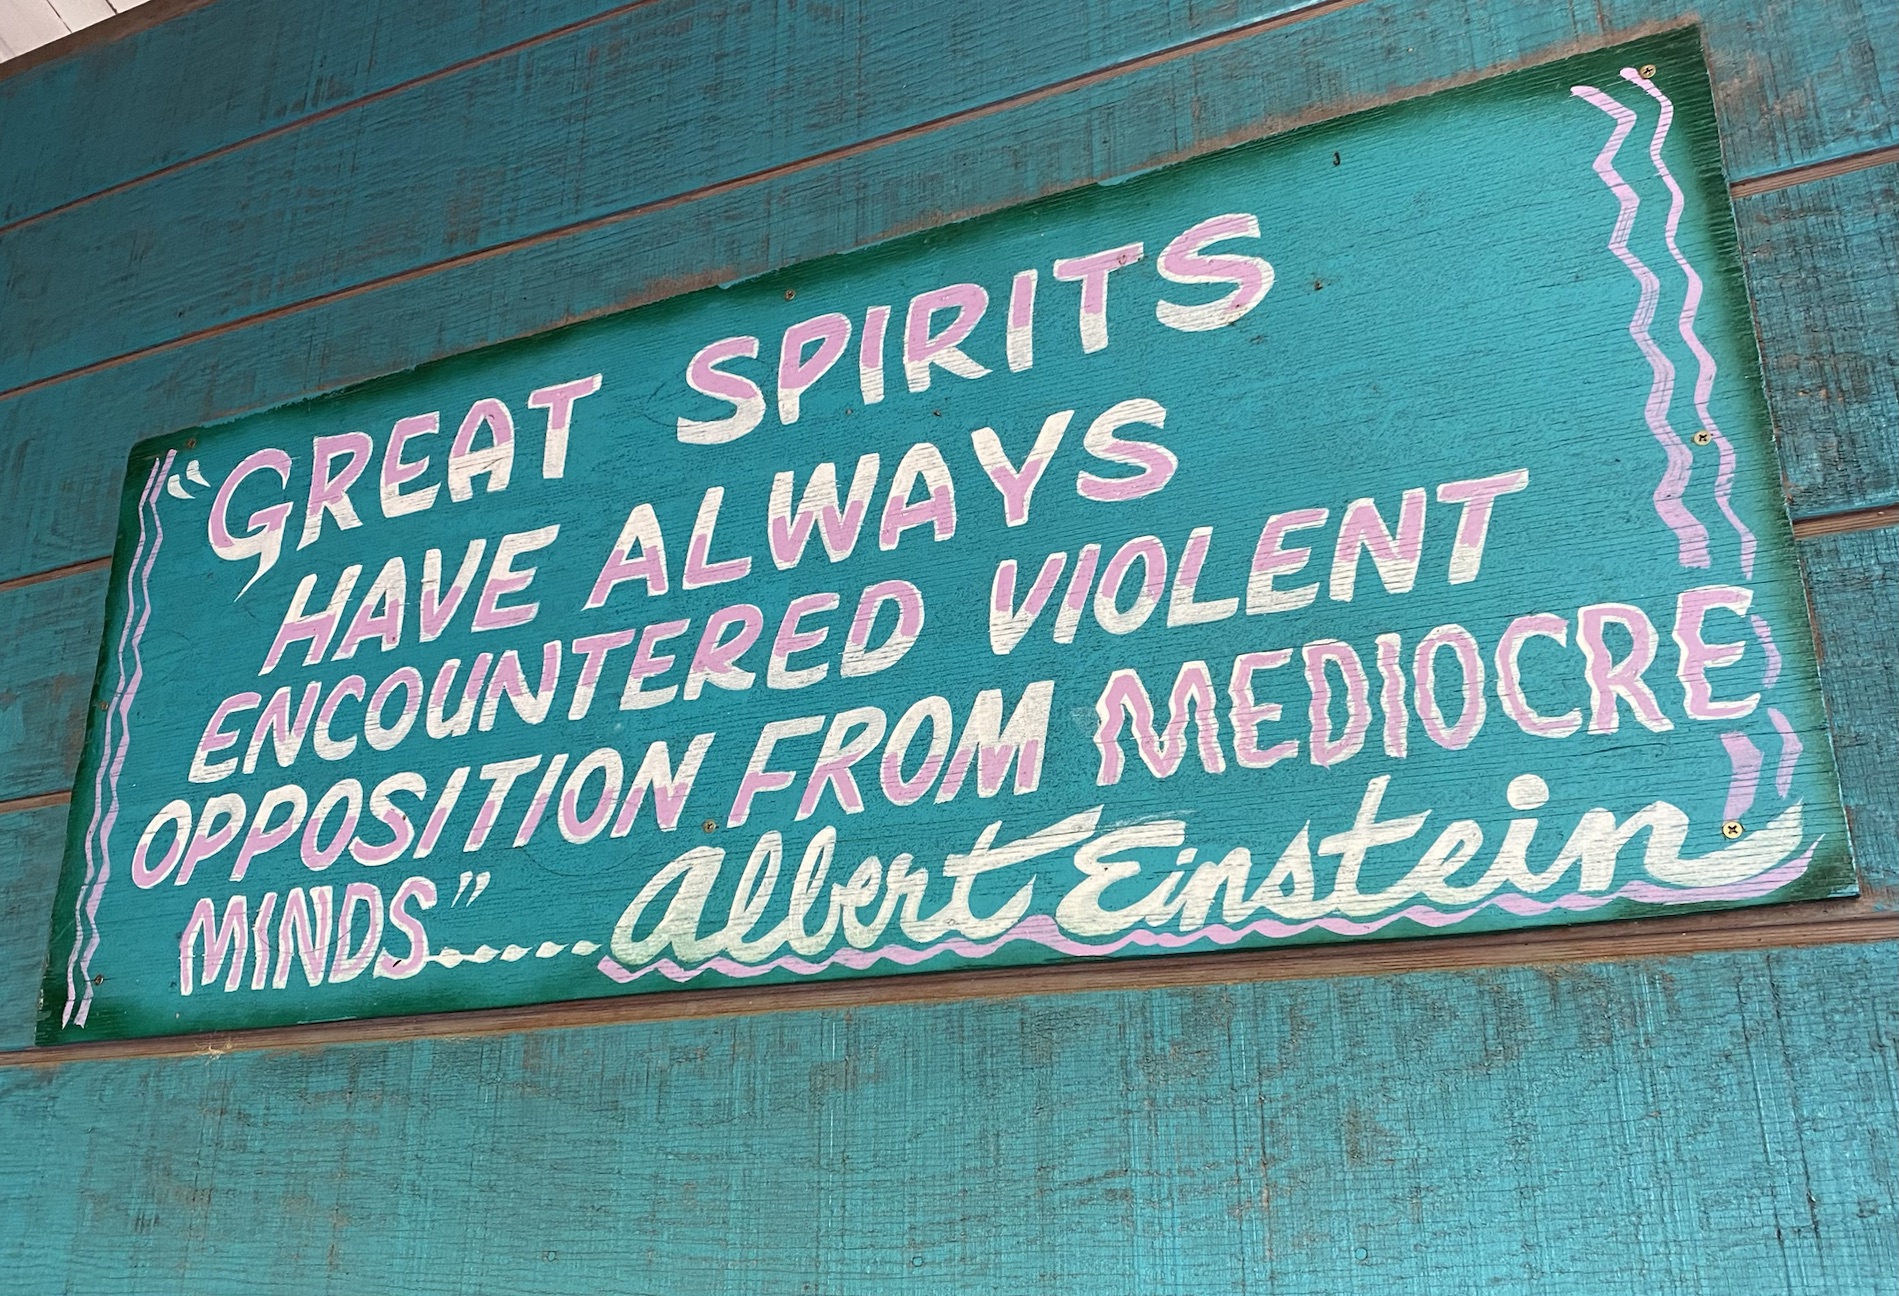 "GREAT SPIRITS
HAVE ALWAYS
ENCOUNTERED VIOLENT
OPPOSITION FROM MEDIOCRE
MINDS"...... Albert Einstein